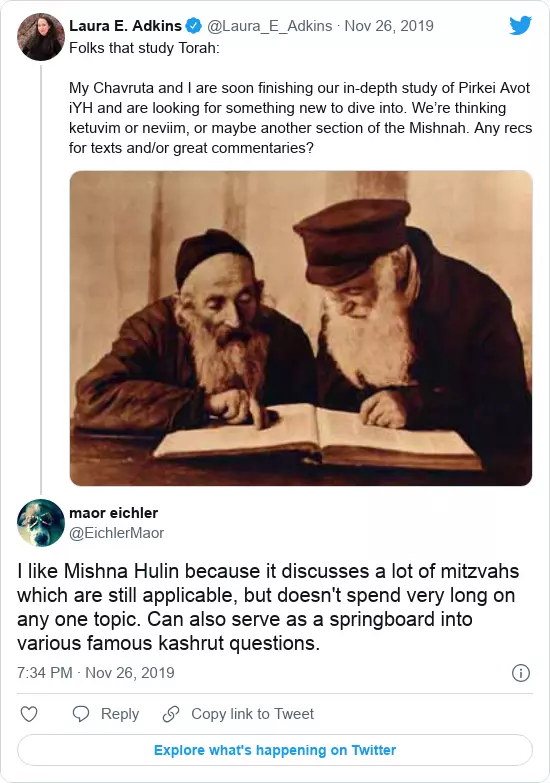 Laura E. Adkins @Laura_E_Adkins · Nov 26, 2019
Folks that study Torah:
My Chavruta and I are soon finishing our in-depth study of Pirkei Avot
iYH and are looking for something new to dive into. We’re thinking
ketuvim or neviim, or maybe another section of the Mishnah. Any recs
for texts and/or great commentaries?
maor eichler
@EichlerMaor
I like Mishna Hulin because it discusses a lot of mitzvahs
which are still applicable, but doesn't spend very long on
any one topic. Can also serve as a springboard into
various famous kashrut questions.
7:34 PM · Nov 26, 2019
Reply Copy link to Tweet
Explore what's happening on Twitter